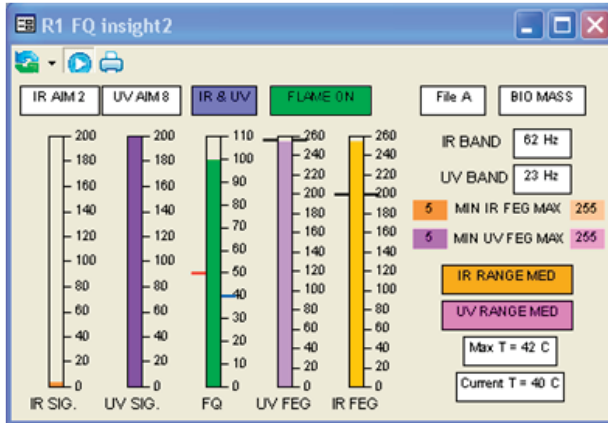 R1 FQ insight2
IR AIM 2 UV AIM 8 IR & UV FLAME ON File A BIO MASS
200 200 110 260 260
180 180 100 240 240
160 160 90 220 220
140 140 80 200 200
120 120 70 180 180
100 100 60 160 160
80 80 50 140 140
60 60 40 120 120
40 40 30 100 100
20 20 20 80 80
0 0 10 60 60
0 40 40
20 20
0 0
IR SIG. UV SIG. FQ UV FEG IR FEG
IR BAND 62 Hz
UV BAND 23 Hz
5 MIN IR FEG MAX 255
5 MIN UV FEG MAX 255
IR RANGE MED
UV RANGE MED
Max T = 42 C
Current T = 40 C